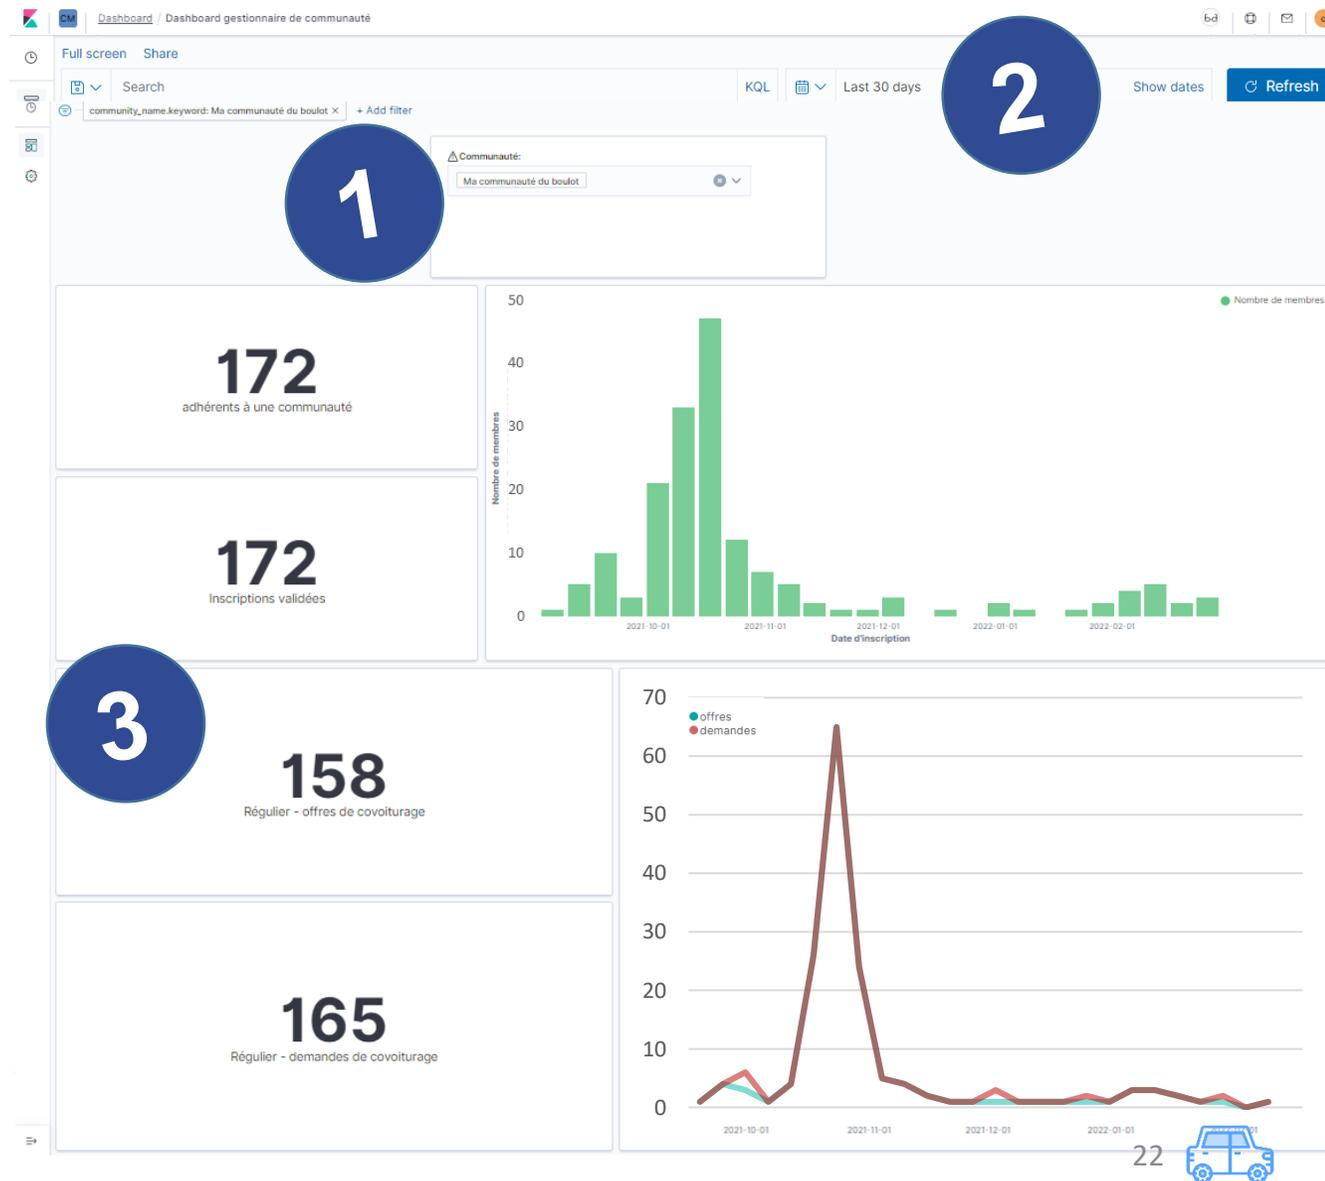 CM Dashboard / Dashboard gestionnaire de communauté
Full screen Share
Search KQL Last 30 days Show dates Refresh
community_name.keyword: Ma communauté du boulot × + Add filter
2
1
Communauté:
Ma communauté du boulot
172
adhérents à une communauté
172
Inscriptions validées
50
40
30
20
10
0
Nombre de membres
Nombre de membres
2021-10-01 2021-11-01 2021-12-01 2022-01-01 2022-02-01
Date d'inscription
3
158
Régulier - offres de covoiturage
165
Régulier - demandes de covoiturage
70
60
50
40
30
20
10
0
offres
demandes
2021-10-01 2021-11-01 2021-12-01 2022-01-01
22